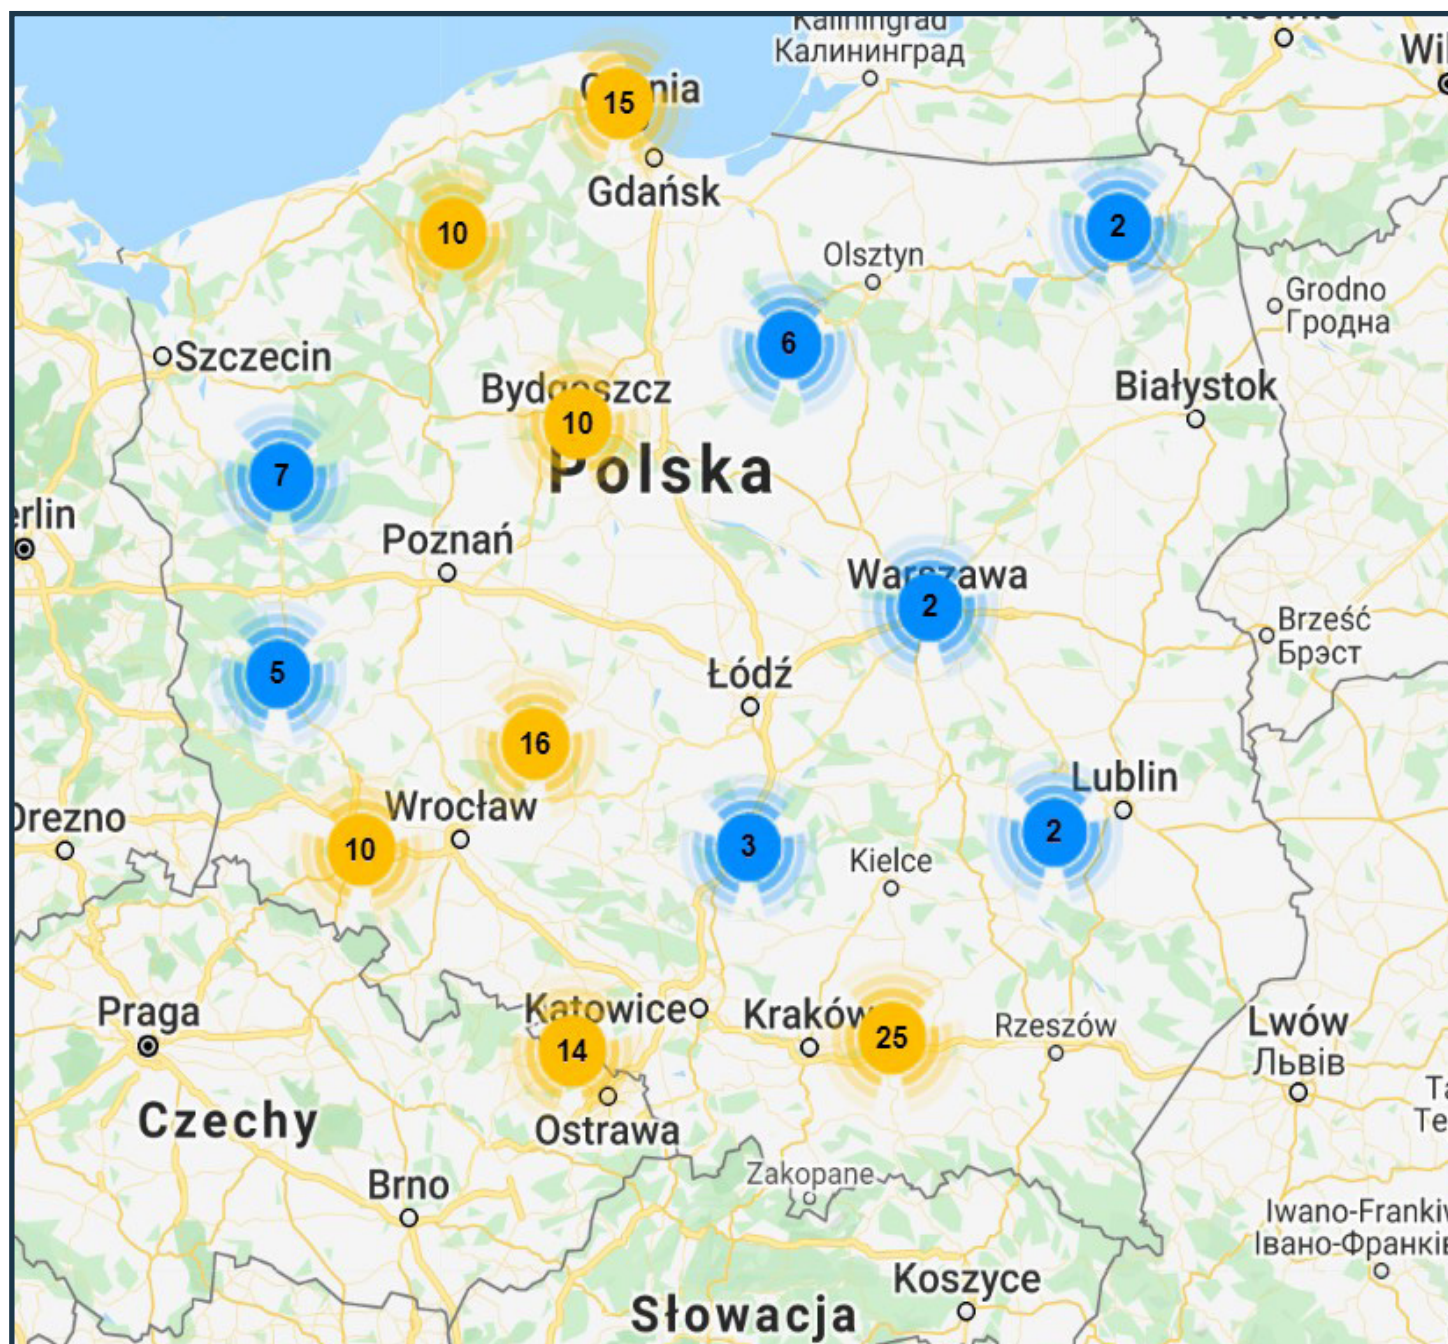 Kaliningrad
Калининград
15
Gdańsk
10
2
Olsztyn
Grodno
Гродна
6
Szczecin
Bydgoszcz
10
Białystok
Polska
7
Poznań
Warszawa
2
Brześć
Брэст
5
Łódź
16
Wrocław
10
3
Kielce
Lublin
2
Praga
Katowice
14
Kraków
25
Rzeszów
Lwów
Львів
Czechy
Ostrawa
Zakopane
Brno
Koszyce
Słowacja